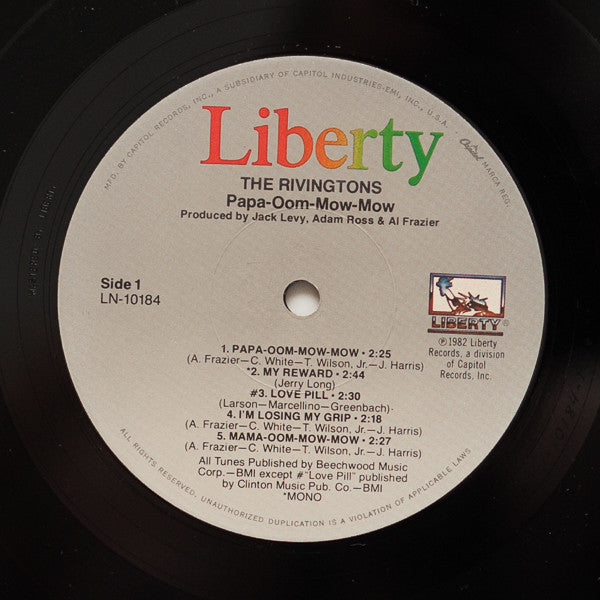 MFD. BY CAPITOL RECORDS, INC., A SUBSIDIARY OF CAPITOL INDUSTRIES-EMI, INC., U.S.A. • Capitol MARCA REG.
Liberty
THE RIVINGTONS
Papa-Oom-Mow-Mow
Produced by Jack Levy, Adam Ross & Al Frazier
Side 1
LN-10184
LIBERTY®
℗1982 Liberty
Records, a division
of Capitol
Records, Inc.
1. PAPA-OOM-MOW-MOW • 2:25
(A. Frazier–C. White–T. Wilson, Jr.–J. Harris)
*2. MY REWARD • 2:44
(Jerry Long)
#3. LOVE PILL • 2:30
(Larson–Marcellino–Greenbach)
4. I'M LOSING MY GRIP • 2:18
(A. Frazier–C. White–T. Wilson, Jr.–J. Harris)
5. MAMA-OOM-MOW-MOW • 2:27
(A. Frazier–C. White–T. Wilson, Jr.–J. Harris)
All Tunes Published by Beechwood Music
Corp.–BMI except #"Love Pill" published
by Clinton Music Pub. Co.–BMI
*MONO
ALL RIGHTS RESERVED. UNAUTHORIZED DUPLICATION IS A VIOLATION OF APPLICABLE LAWS